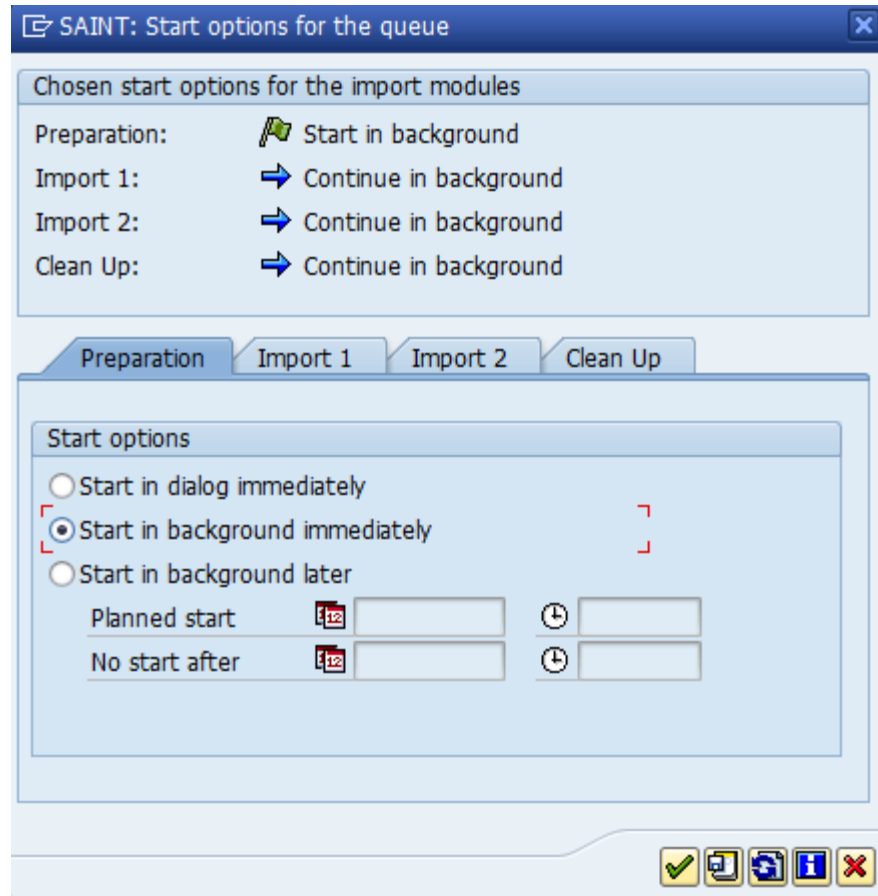 SAINT: Start options for the queue
Chosen start options for the import modules
Preparation: Start in background
Import 1: Continue in background
Import 2: Continue in background
Clean Up: Continue in background
Preparation Import 1 Import 2 Clean Up
Start options
Start in dialog immediately
Start in background immediately
Start in background later
Planned start 12
No start after 12